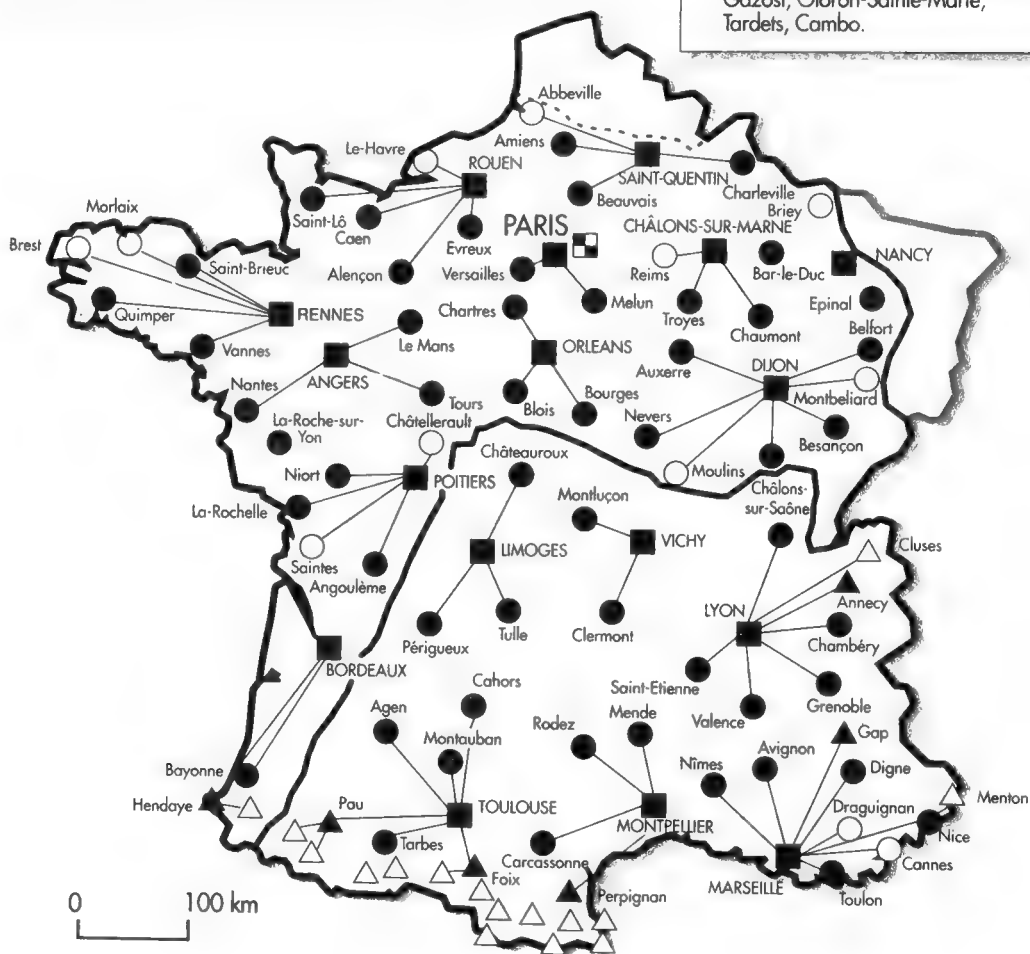 Gazost, Oloron-Sainte-Marie,
Tardets, Cambo.
Abbeville
Amiens
Le-Havre
ROUEN
SAINT-QUENTIN
Charleville
Briey
Saint-Lô
Caen
Beauvais
Morlaix
Brest
Evreux
PARIS
CHÂLONS-SUR-MARNE
Saint-Brieuc
Alençon
Versailles
Reims
Bar-le-Duc
NANCY
Quimper
RENNES
Chartres
Melun
Troyes
Epinal
Chaumont
Belfort
Vannes
Le Mans
ORLEANS
Auxerre
DIJON
Nantes
ANGERS
Tours
Blois
Bourges
Nevers
Montbeliard
La-Roche-sur-
Yon
Châtellerault
Besançon
Châteauroux
Niort
POITIERS
Moulins
Châlons-
sur-Saône
Montluçon
La-Rochelle
Saintes
LIMOGES
VICHY
Cluses
Angoulême
Annecy
LYON
Périgueux
Tulle
Clermont
Chambéry
BORDEAUX
Cahors
Saint-Etienne
Grenoble
Agen
Rodez
Mende
Valence
Gap
Montauban
Avignon
Bayonne
Nîmes
Digne
Hendaye
Pau
TOULOUSE
Draguignan
Menton
MONTPELLIER
Nice
Tarbes
Carcassonne
Cannes
Foix
MARSEILLE
Perpignan
Toulon
0
100 km